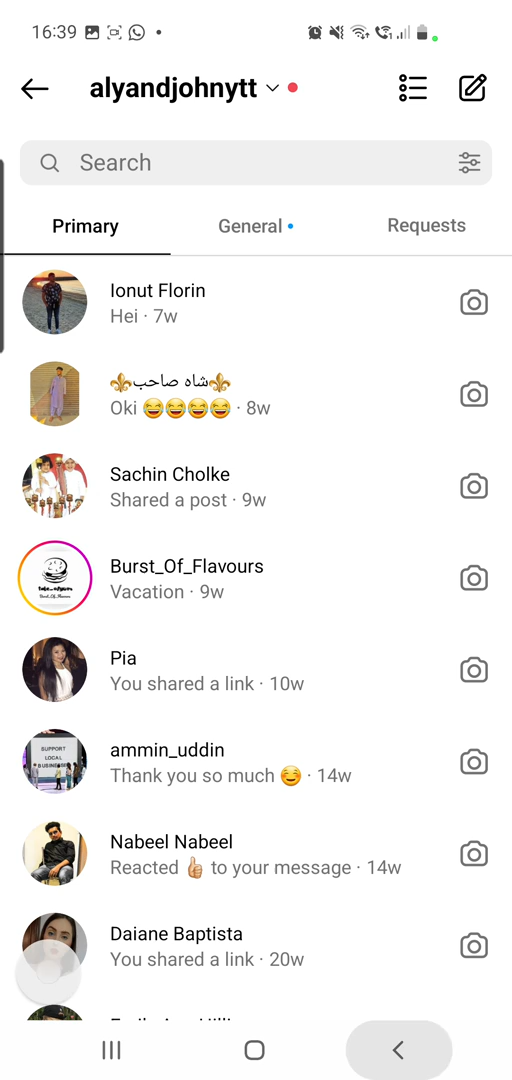 16:39
alyandjohnytt
Search
Primary General Requests
Ionut Florin
Hei · 7w
⚜شاه صاحب⚜
Oki 😂😂😂😂 · 8w
Sachin Cholke
Shared a post · 9w
Burst_Of_Flavours
Vacation · 9w
Pia
You shared a link · 10w
SUPPORT
LOCAL
ammin_uddin
Thank you so much ☺️ · 14w
Nabeel Nabeel
Reacted 👍🏻 to your message · 14w
Daiane Baptista
You shared a link · 20w